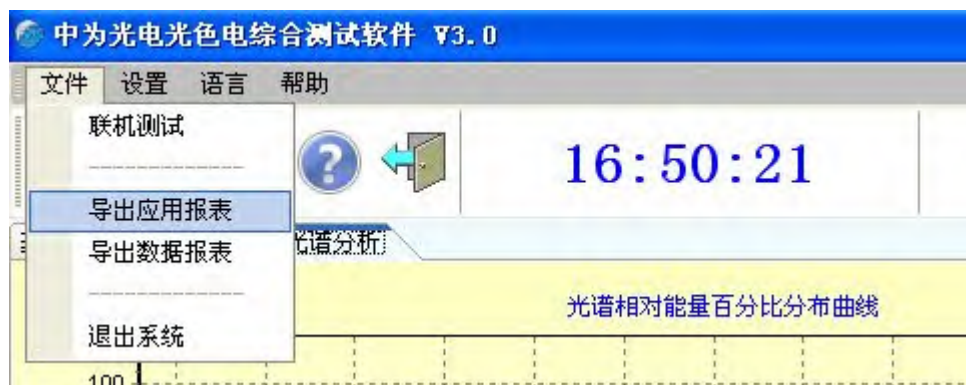 中为光电光色电综合测试软件 V3.0
文件 设置 语言 帮助
联机测试
16:50:21
导出应用报表
导出数据报表
光谱分析
光谱相对能量百分比分布曲线
退出系统
100